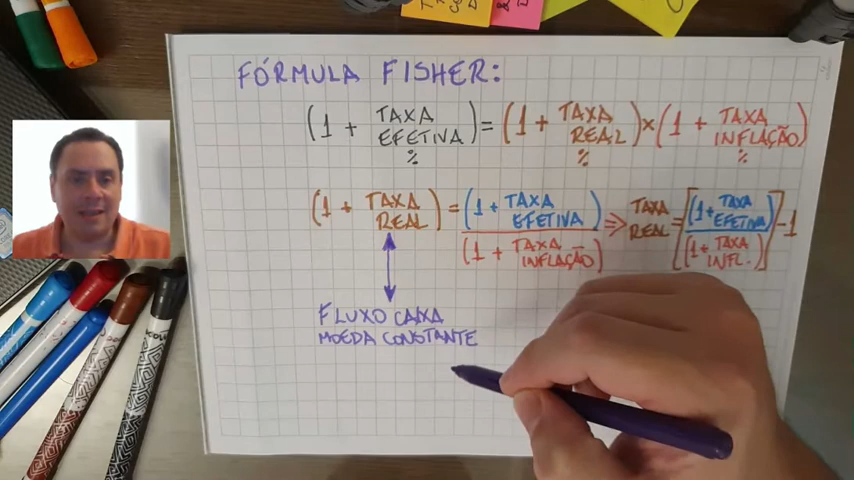 FÓRMULA FISHER:
(1 + TAXA EFETIVA) = (1 + TAXA REAL) × (1 + TAXA INFLAÇÃO)
% % %
(1 + TAXA REAL) = (1 + TAXA EFETIVA) / (1 + TAXA INFLAÇÃO) ⇒ TAXA REAL = [(1 + TAXA EFETIVA) / (1 + TAXA INFL.)] - 1
FLUXO CAIXA
MOEDA CONSTANTE